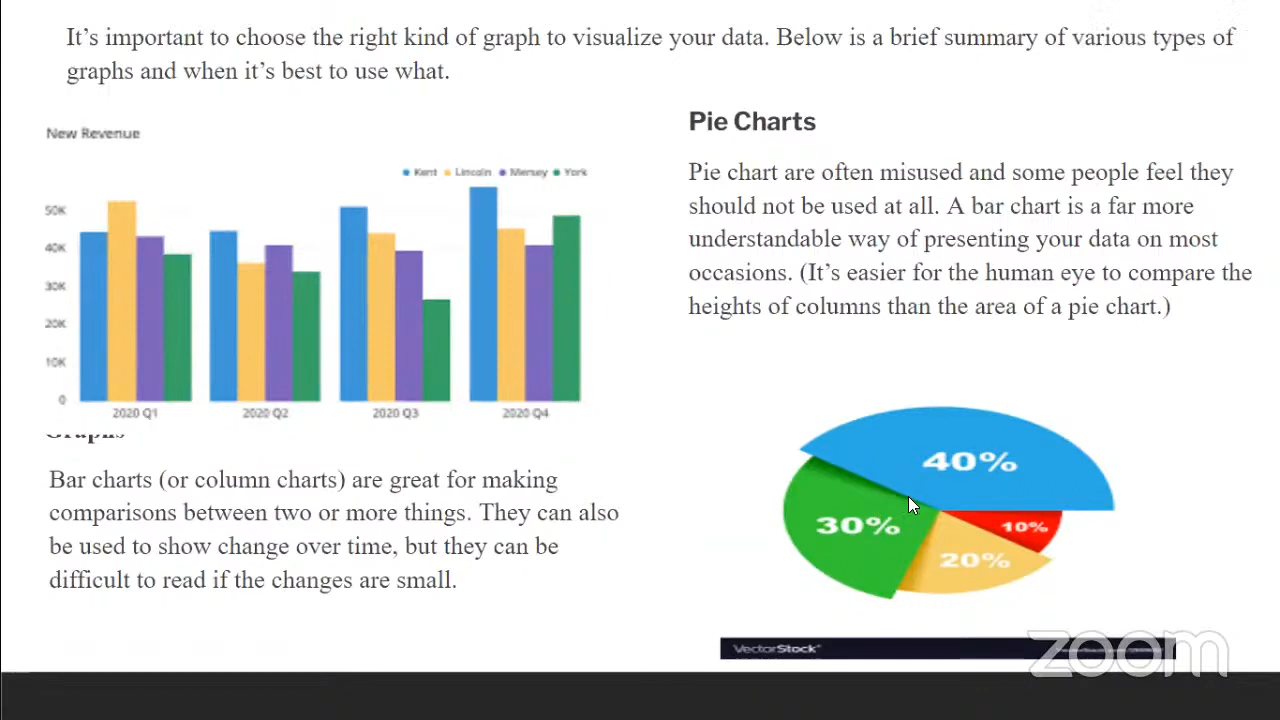 It's important to choose the right kind of graph to visualize your data. Below is a brief summary of various types of
graphs and when it's best to use what.
New Revenue
Kent Lincoln Mersey York
50K
40K
30K
20K
10K
0
2020 Q1 2020 Q2 2020 Q3 2020 Q4
Graphs
Bar charts (or column charts) are great for making
comparisons between two or more things. They can also
be used to show change over time, but they can be
difficult to read if the changes are small.
Pie Charts
Pie chart are often misused and some people feel they
should not be used at all. A bar chart is a far more
understandable way of presenting your data on most
occasions. (It's easier for the human eye to compare the
heights of columns than the area of a pie chart.)
40%
30%
10%
20%
VectorStock
zoom